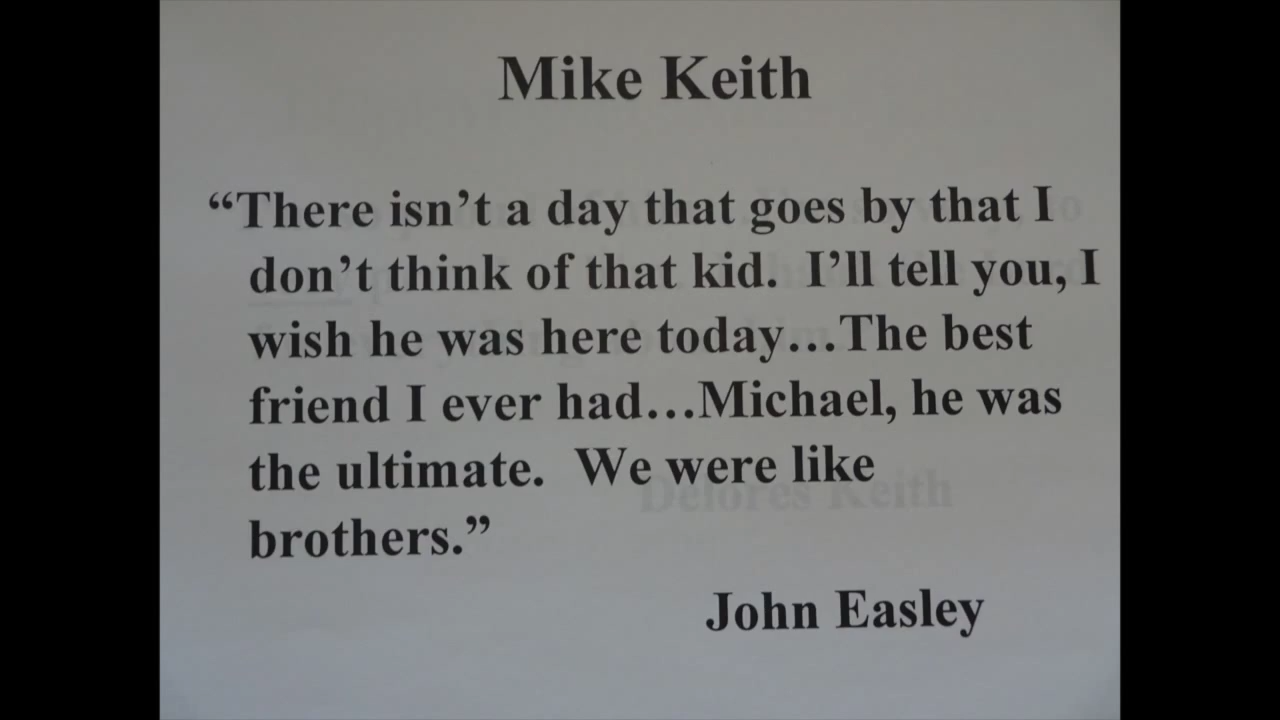 Mike Keith
“There isn’t a day that goes by that I
don’t think of that kid.  I’ll tell you, I
wish he was here today…The best
friend I ever had…Michael, he was
the ultimate.  We were like
Delores Keith
brothers.”
John Easley